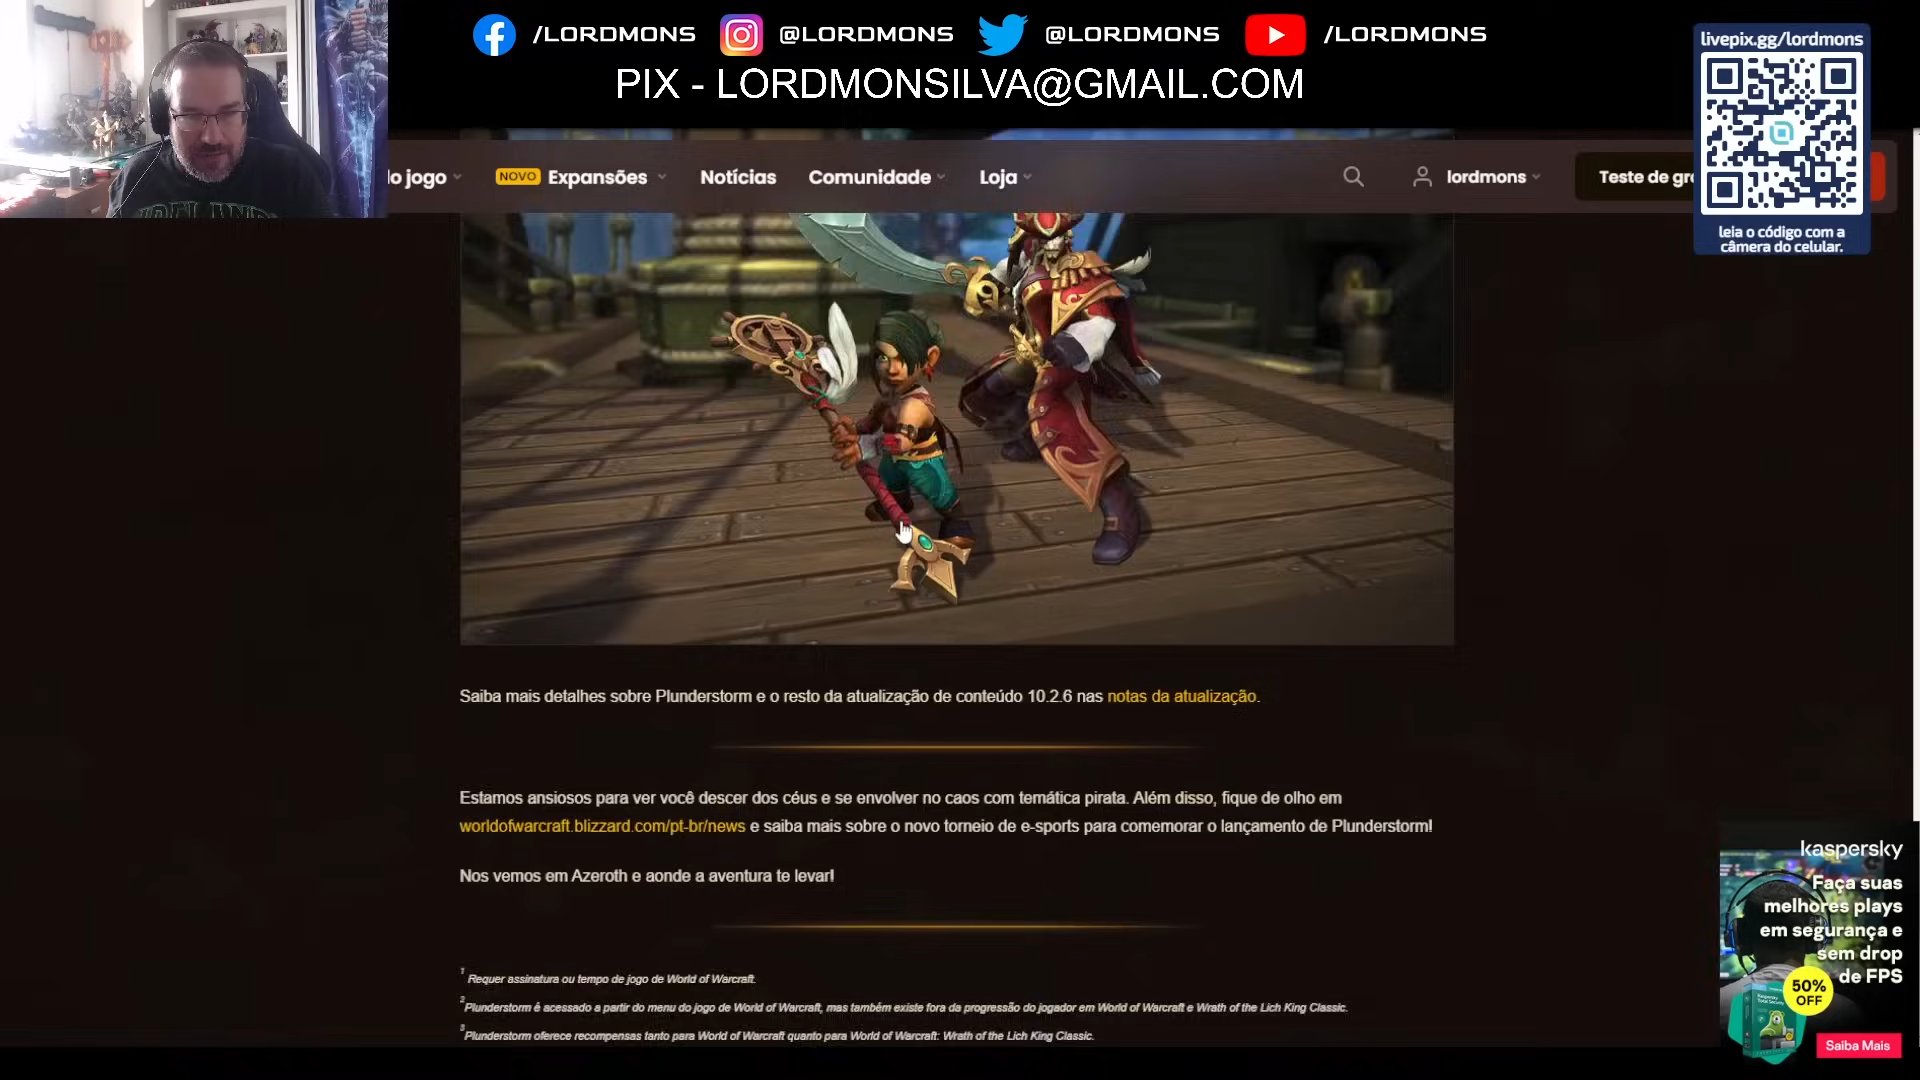 /LORDMONS @LORDMONS @LORDMONS /LORDMONS
PIX - LORDMONSILVA@GMAIL.COM
livepix.gg/lordmons
leia o código com a
câmera do celular.
lo jogo NOVO Expansões Notícias Comunidade Loja lordmons Teste de gr
Saiba mais detalhes sobre Plunderstorm e o resto da atualização de conteúdo 10.2.6 nas notas da atualização.
Estamos ansiosos para ver você descer dos céus e se envolver no caos com temática pirata. Além disso, fique de olho em
worldofwarcraft.blizzard.com/pt-br/news e saiba mais sobre o novo torneio de e-sports para comemorar o lançamento de Plunderstorm!
Nos vemos em Azeroth e aonde a aventura te levar!
1 Requer assinatura ou tempo de jogo de World of Warcraft.
2 Plunderstorm é acessado a partir do menu do jogo de World of Warcraft, mas também existe fora da progressão do jogador em World of Warcraft e Wrath of the Lich King Classic.
3 Plunderstorm oferece recompensas tanto para World of Warcraft quanto para World of Warcraft: Wrath of the Lich King Classic.
kaspersky
Faça suas
melhores plays
em segurança e
sem drop
de FPS
50%
OFF
Saiba Mais